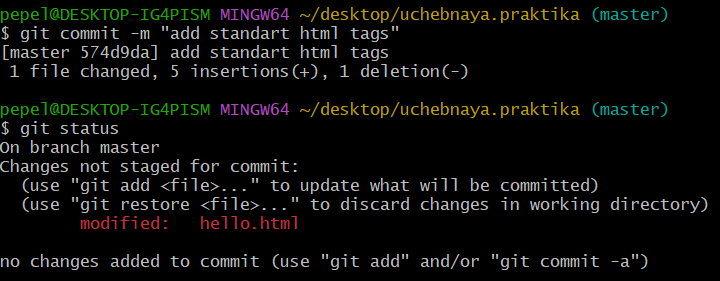 pepel@DESKTOP-IG4PISM MINGW64 ~/desktop/uchebnaya.praktika (master)
$ git commit -m "add standart html tags"
[master 574d9da] add standart html tags
 1 file changed, 5 insertions(+), 1 deletion(-)

pepel@DESKTOP-IG4PISM MINGW64 ~/desktop/uchebnaya.praktika (master)
$ git status
On branch master
Changes not staged for commit:
  (use "git add <file>..." to update what will be committed)
  (use "git restore <file>..." to discard changes in working directory)
        modified:   hello.html

no changes added to commit (use "git add" and/or "git commit -a")